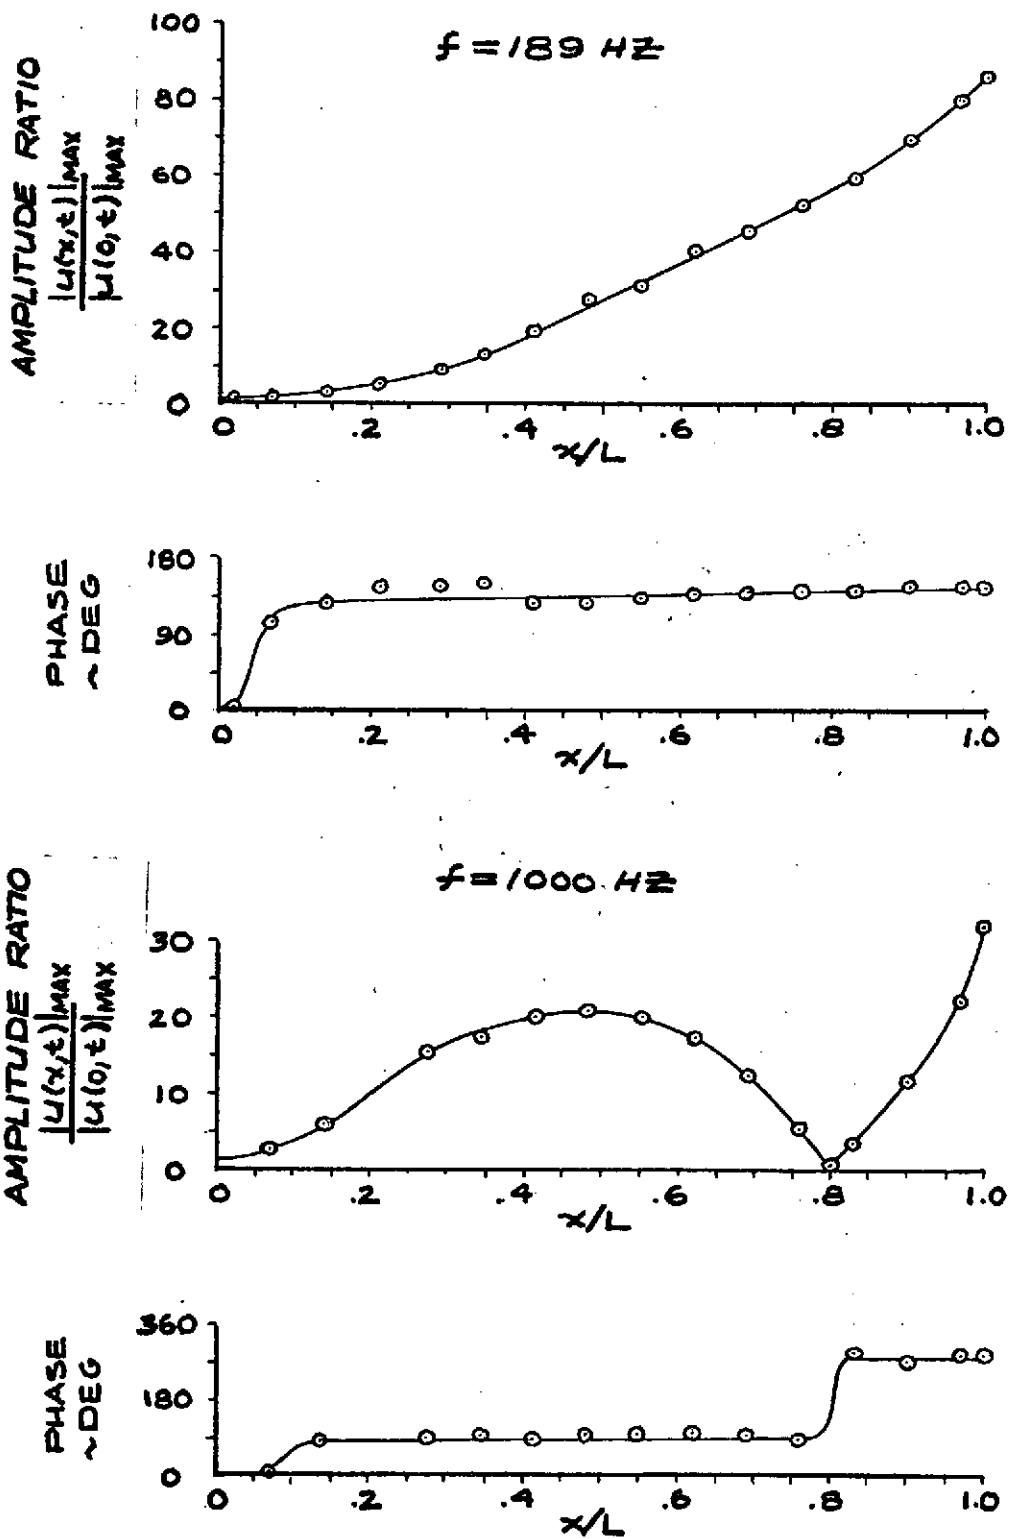 f = 189 HZ
AMPLITUDE RATIO
|u(x,t)|MAX
|u(0,t)|MAX
100
80
60
40
20
0
0 .2 .4 .6 .8 1.0
x/L
PHASE
~DEG
180
90
0
0 .2 .4 .6 .8 1.0
x/L
f = 1000 HZ
AMPLITUDE RATIO
|u(x,t)|MAX
|u(0,t)|MAX
30
20
10
0
0 .2 .4 .6 .8 1.0
x/L
PHASE
~DEG
360
180
0
0 .2 .4 .6 .8 1.0
x/L